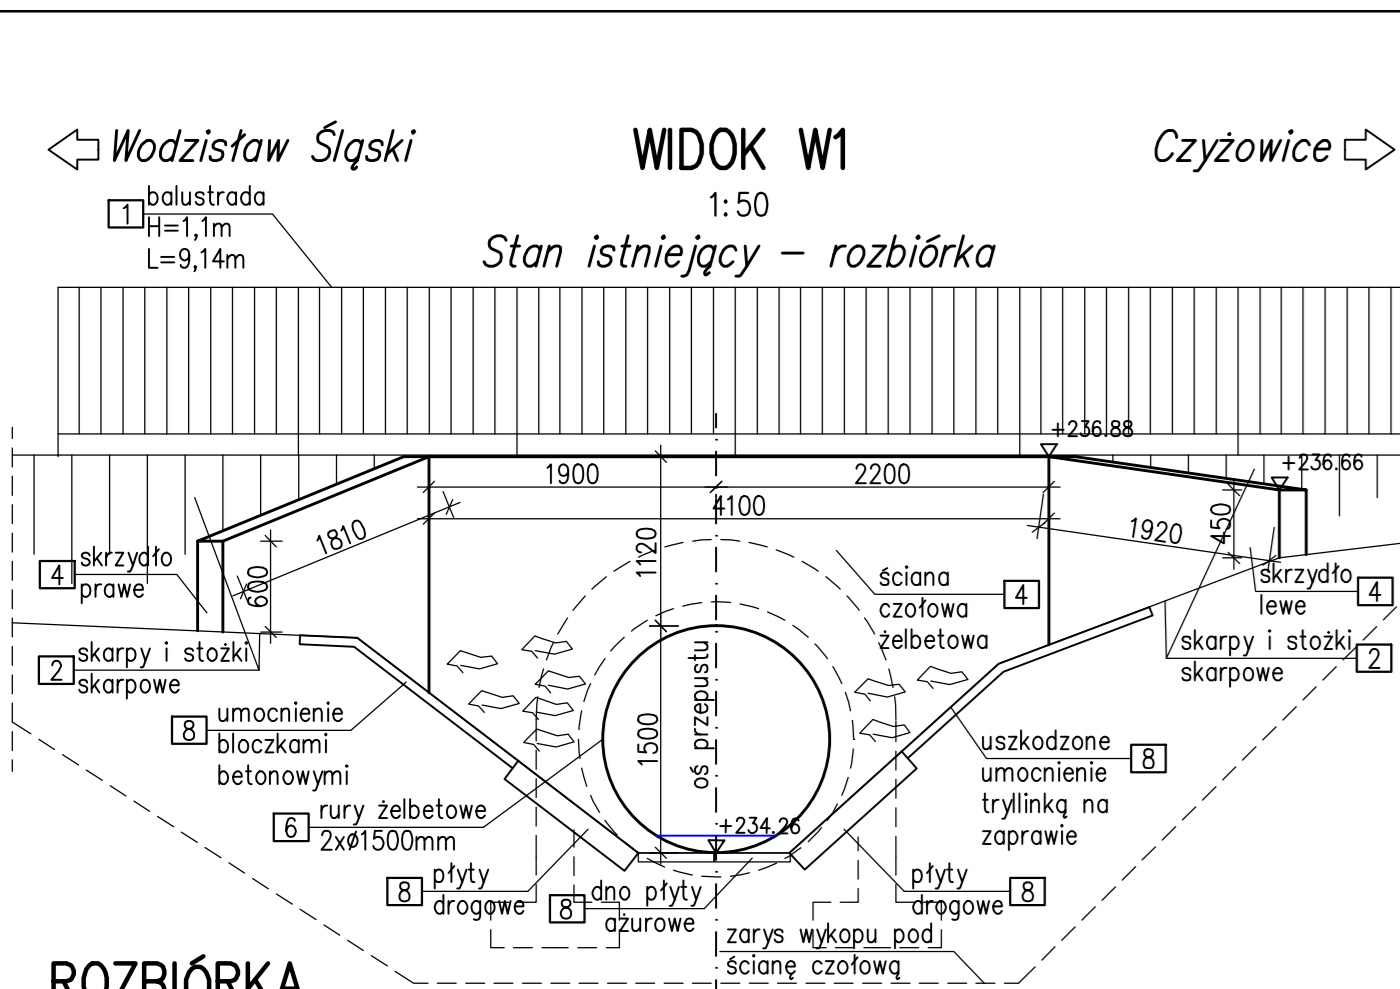 Wodzisław Śląski
WIDOK W1
Czyżowice
1:50
Stan istniejący – rozbiórka
1
balustrada
H=1,1m
L=9,14m
+236.88
+236.66
1900
2200
4100
1810
1920
450
1120
600
4
skrzydło
prawe
ściana
czołowa
żelbetowa
4
skrzydło
lewe
4
2
skarpy i stożki
skarpowe
skarpy i stożki
skarpowe
2
oś przepustu
1500
8
umocnienie
bloczkami
betonowymi
uszkodzone
umocnienie
tryllinką na
zaprawie
8
6
rury żelbetowe
2xø1500mm
+234.26
8
płyty
drogowe
8
dno płyty
ażurowe
płyty
drogowe
8
zarys wykopu pod
ścianę czołową
ROZBIÓRKA